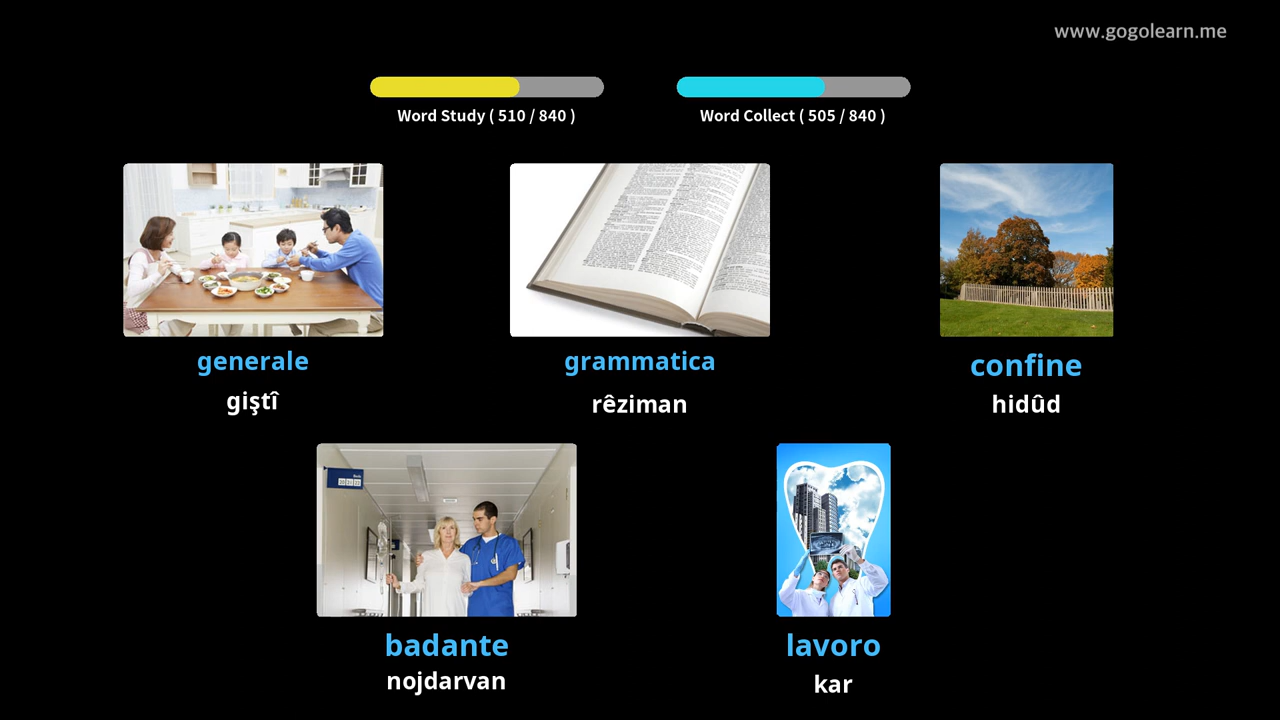 www.gogolearn.me
Word Study ( 510 / 840 )
Word Collect ( 505 / 840 )
generale
grammatica
confine
giştî
rêziman
hidûd
badante
lavoro
nojdarvan
kar